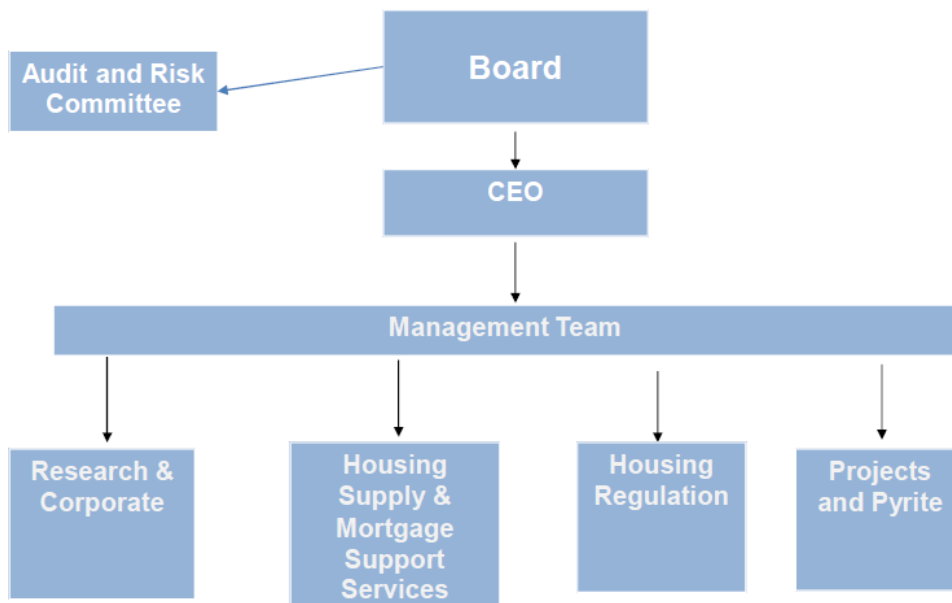 Board
Audit and Risk
Committee
CEO
Management Team
Research &
Corporate
Housing
Supply &
Mortgage
Support
Services
Housing
Regulation
Projects
and Pyrite